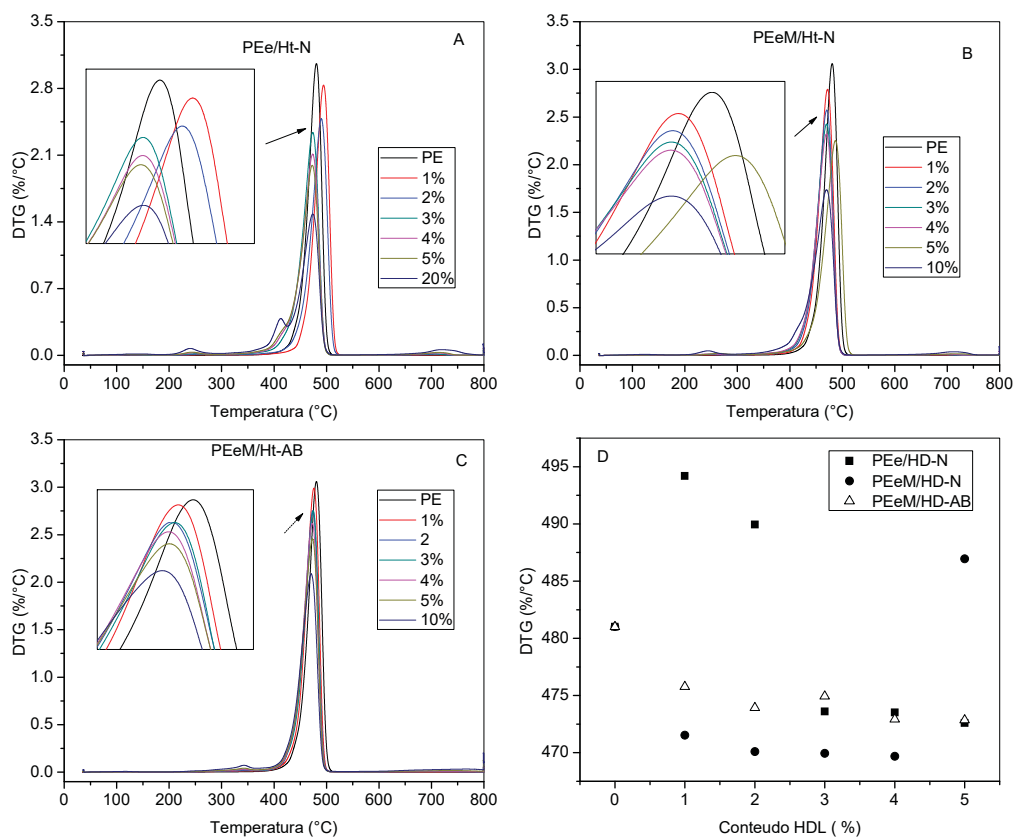 A
PEe/Ht-N
3.5
2.8
2.1
1.4
0.7
0.0
DTG (%/°C)
PE
1%
2%
3%
4%
5%
20%
0 100 200 300 400 500 600 700 800
Temperatura (°C)
B
PEeM/Ht-N
3.5
3.0
2.5
2.0
1.5
1.0
0.5
0.0
DTG (%/°C)
PE
1%
2%
3%
4%
5%
10%
0 100 200 300 400 500 600 700 800
Temperatura (°C)
C
PEeM/Ht-AB
3.5
3.0
2.5
2.0
1.5
1.0
0.5
0.0
DTG (%/°C)
PE
1%
2
3%
4%
5%
10%
0 100 200 300 400 500 600 700 800
Temperatura (°C)
D
PEe/HD-N
PEeM/HD-N
PEeM/HD-AB
495
490
485
480
475
470
DTG (%/°C)
0 1 2 3 4 5
Conteudo HDL ( %)